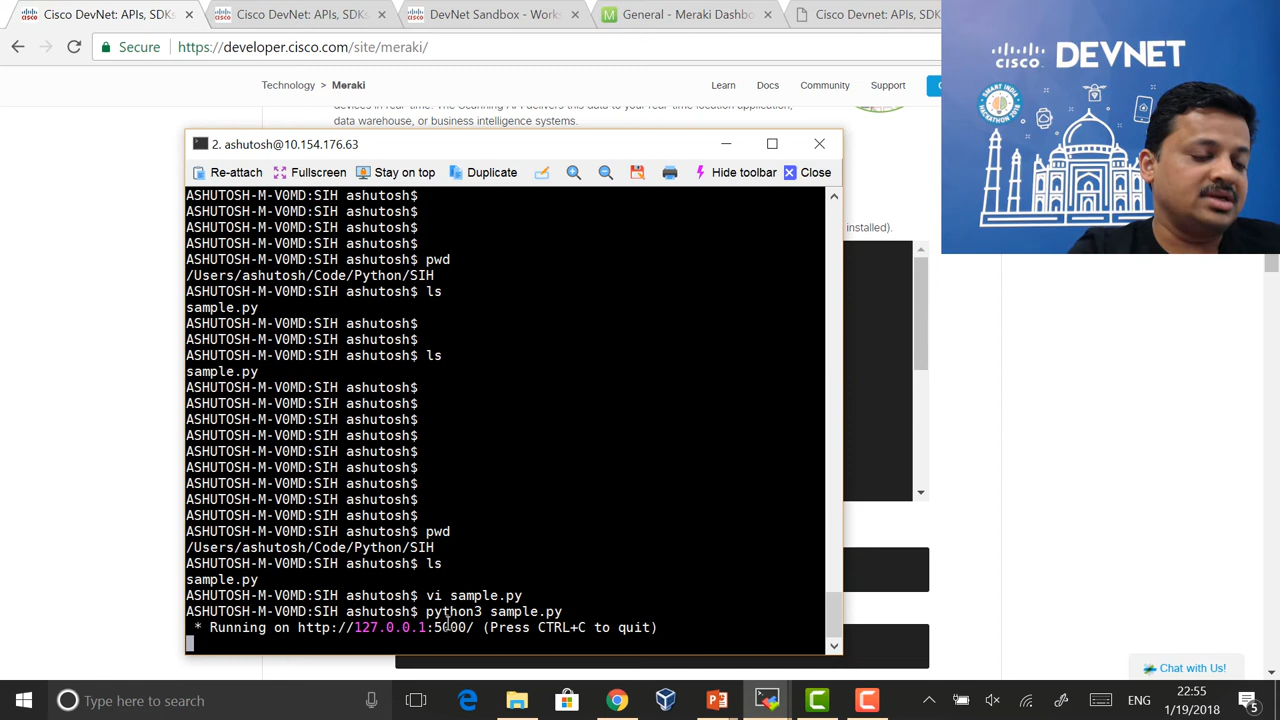 Cisco DevNet: APIs, SDKs
Cisco DevNet: APIs, SDKs
DevNet Sandbox - Works
General - Meraki Dashbo
Cisco Devnet: APIs, SDKs
Secure
https://developer.cisco.com/site/meraki/
Technology > Meraki
Learn Docs Community Support
data warehouse, or business intelligence systems.
installed).
cisco DEVNET
SMART INDIA HACKATHON 2018
2. ashutosh@10.154.176.63
Re-attach Fullscreen Stay on top Duplicate Hide toolbar Close
ASHUTOSH-M-V0MD:SIH ashutosh$
ASHUTOSH-M-V0MD:SIH ashutosh$
ASHUTOSH-M-V0MD:SIH ashutosh$
ASHUTOSH-M-V0MD:SIH ashutosh$
ASHUTOSH-M-V0MD:SIH ashutosh$ pwd
/Users/ashutosh/Code/Python/SIH
ASHUTOSH-M-V0MD:SIH ashutosh$ ls
sample.py
ASHUTOSH-M-V0MD:SIH ashutosh$
ASHUTOSH-M-V0MD:SIH ashutosh$
ASHUTOSH-M-V0MD:SIH ashutosh$ ls
sample.py
ASHUTOSH-M-V0MD:SIH ashutosh$
ASHUTOSH-M-V0MD:SIH ashutosh$
ASHUTOSH-M-V0MD:SIH ashutosh$
ASHUTOSH-M-V0MD:SIH ashutosh$
ASHUTOSH-M-V0MD:SIH ashutosh$
ASHUTOSH-M-V0MD:SIH ashutosh$
ASHUTOSH-M-V0MD:SIH ashutosh$
ASHUTOSH-M-V0MD:SIH ashutosh$
ASHUTOSH-M-V0MD:SIH ashutosh$
ASHUTOSH-M-V0MD:SIH ashutosh$ pwd
/Users/ashutosh/Code/Python/SIH
ASHUTOSH-M-V0MD:SIH ashutosh$ ls
sample.py
ASHUTOSH-M-V0MD:SIH ashutosh$ vi sample.py
ASHUTOSH-M-V0MD:SIH ashutosh$ python3 sample.py
* Running on http://127.0.0.1:5000/ (Press CTRL+C to quit)
Chat with Us!
Type here to search
ENG
22:55
1/19/2018
5